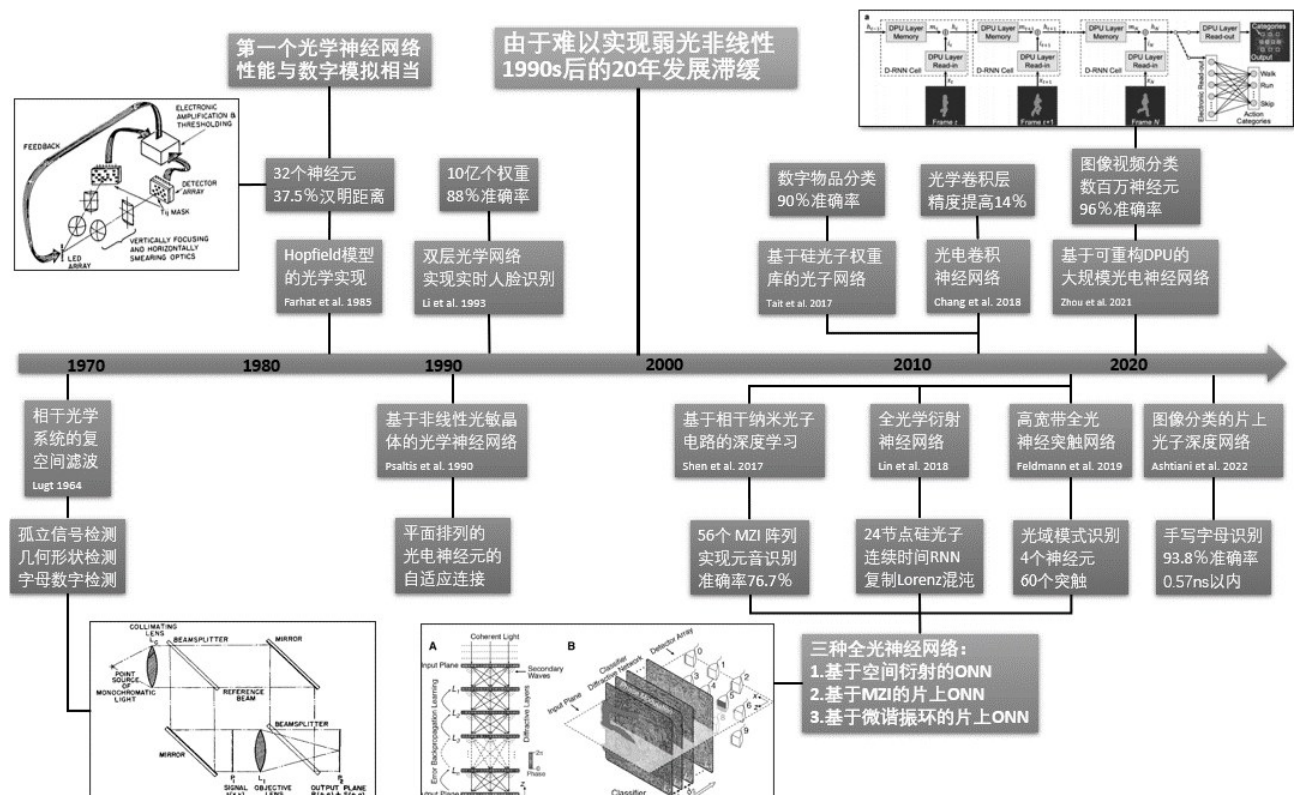 第一个光学神经网络
性能与数字模拟相当
由于难以实现弱光非线性
1990s后的20年发展滞缓
a
DPU Layer
Memory
DPU Layer
Read-in
D-RNN Cell
Frame t
DPU Layer
Memory
DPU Layer
Read-in
D-RNN Cell
Frame t+1
DPU Layer
Memory
DPU Layer
Read-in
D-RNN Cell
Frame N
DPU Layer
Read-out
Categories
Output
Electronic Read-out
Walk
Run
Skip
Action
Categories
ELECTRONIC
AMPLIFICATION &
THRESHOLDING
FEEDBACK
DETECTOR
ARRAY
MASK
VERTICALLY FOCUSING
AND HORIZONTALLY
SMEARING OPTICS
LED
ARRAY
32个神经元
37.5%汉明距离
Hopfield模型
的光学实现
Farhat et al. 1985
10亿个权重
88%准确率
双层光学网络
实现实时人脸识别
Li et al. 1993
数字物品分类
90%准确率
基于硅光子权重
库的光子网络
Tait et al. 2017
光学卷积层
精度提高14%
光电卷积
神经网络
Chang et al. 2018
图像视频分类
数百万神经元
96%准确率
基于可重构DPU的
大规模光电神经网络
Zhou et al. 2021
1970
1980
1990
2000
2010
2020
相干光学
系统的复
空间滤波
Lugt 1964
孤立信号检测
几何形状检测
字母数字检测
基于非线性光敏晶
体的光学神经网络
Psaltis et al. 1990
平面排列的
光电神经元的
自适应连接
基于相干纳米光子
电路的深度学习
Shen et al. 2017
56个 MZI 阵列
实现元音识别
准确率76.7%
全光学衍射
神经网络
Lin et al. 2018
24节点硅光子
连续时间RNN
复制Lorenz混沌
高宽带全光
神经突触网络
Feldmann et al. 2019
光域模式识别
4个神经元
60个突触
图像分类的片上
光子深度网络
Ashtiani et al. 2022
手写字母识别
93.8%准确率
0.57ns以内
COLLIMATING
LENS
BEAMSPLITTER
MIRROR
POINT
SOURCE
OF
MONOCHROMATIC
LIGHT
REFERENCE
BEAM
BEAMSPLITTER
MIRROR
SIGNAL
OBJECTIVE
OUTPUT PLANE
A
Coherent Light
Input Plane
Secondary
Waves
Error Backpropagation Learning
Diffractive Layers
Phase
B
Detector Array
Classifier
Diffractive Network
Input Plane
Classifier
三种全光神经网络：
1.基于空间衍射的ONN
2.基于MZI的片上ONN
3.基于微谐振环的片上ONN